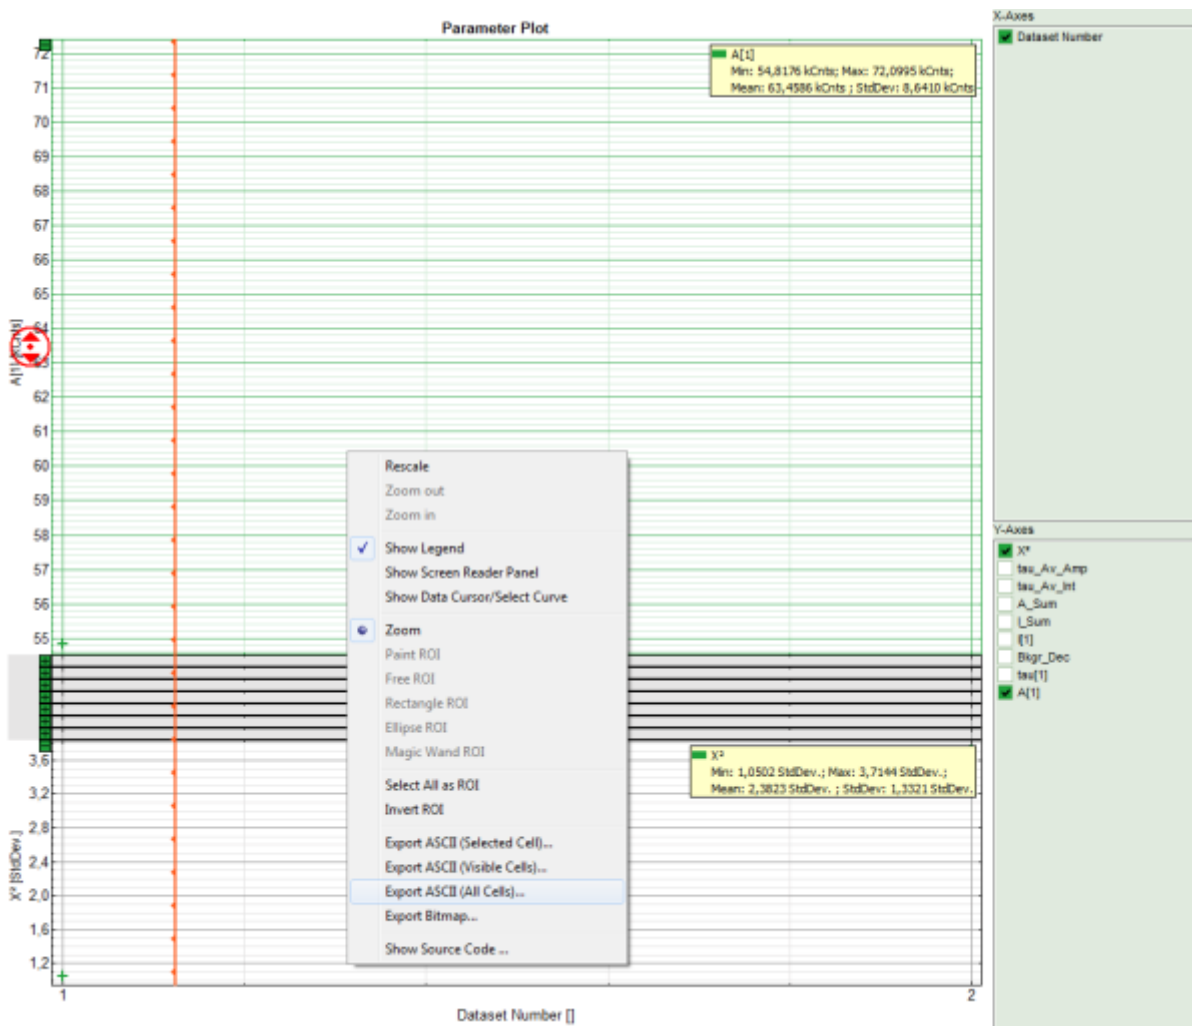 Parameter Plot
X-Axes
Dataset Number
A[1]
Min: 54,8176 kCnts; Max: 72,0995 kCnts;
Mean: 63,4586 kCnts ; StdDev: 8,6410 kCnts
72
71
70
69
68
67
66
65
64
63
62
61
60
59
58
57
56
55
A[1] [kCnts]
Rescale
Zoom out
Zoom in
Show Legend
Show Screen Reader Panel
Show Data Cursor/Select Curve
Zoom
Paint ROI
Free ROI
Rectangle ROI
Ellipse ROI
Magic Wand ROI
Select All as ROI
Invert ROI
Export ASCII (Selected Cell)...
Export ASCII (Visible Cells)...
Export ASCII (All Cells)...
Export Bitmap...
Show Source Code ...
Y-Axes
X²
tau_Av_Amp
tau_Av_Int
A_Sum
I_Sum
I[1]
Bkgr_Dec
tau[1]
A[1]
X²
Min: 1,0502 StdDev.; Max: 3,7144 StdDev.;
Mean: 2,3823 StdDev. ; StdDev: 1,3321 StdDev.
3,6
3,2
2,8
2,4
2,0
1,6
1,2
X² [StdDev.]
1
2
Dataset Number []